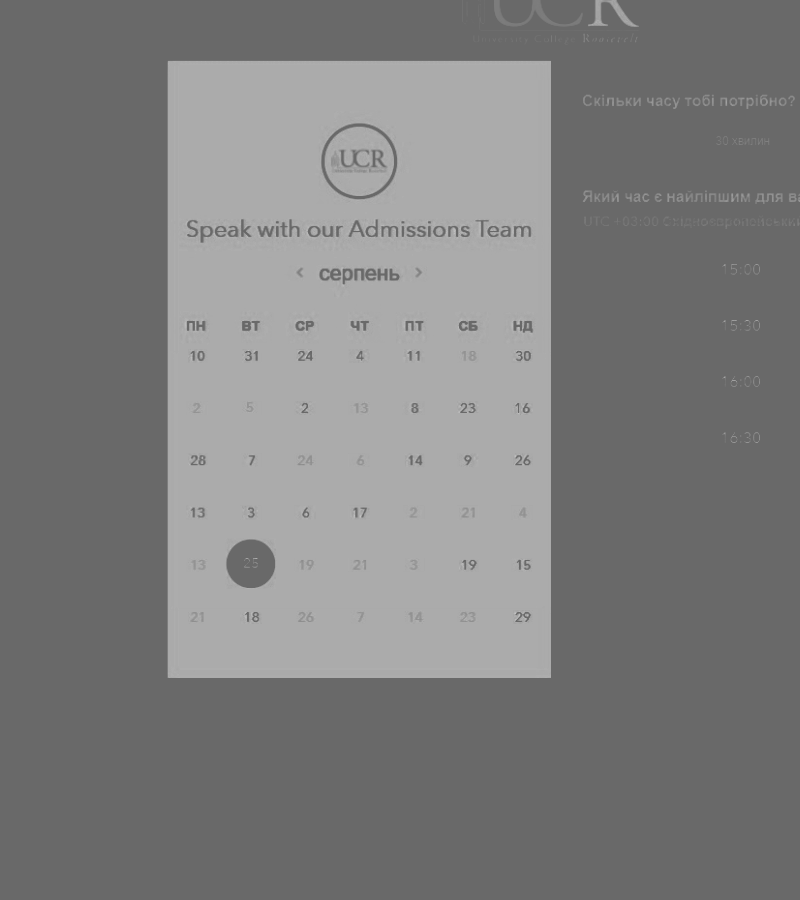 UCR
University College Roosevelt
UCR
Speak with our Admissions Team
< серпень >
ПН ВТ СР ЧТ ПТ СБ НД
10 31 24 4 11 18 30
2 5 2 13 8 23 16
28 7 24 6 14 9 26
13 3 6 17 2 21 4
13 25 19 21 3 19 15
21 18 26 7 14 23 29
Скільки часу тобі потрібно?
30 хвилин
Який час є найліпшим для
UTC +03:00
15:00
15:30
16:00
16:30